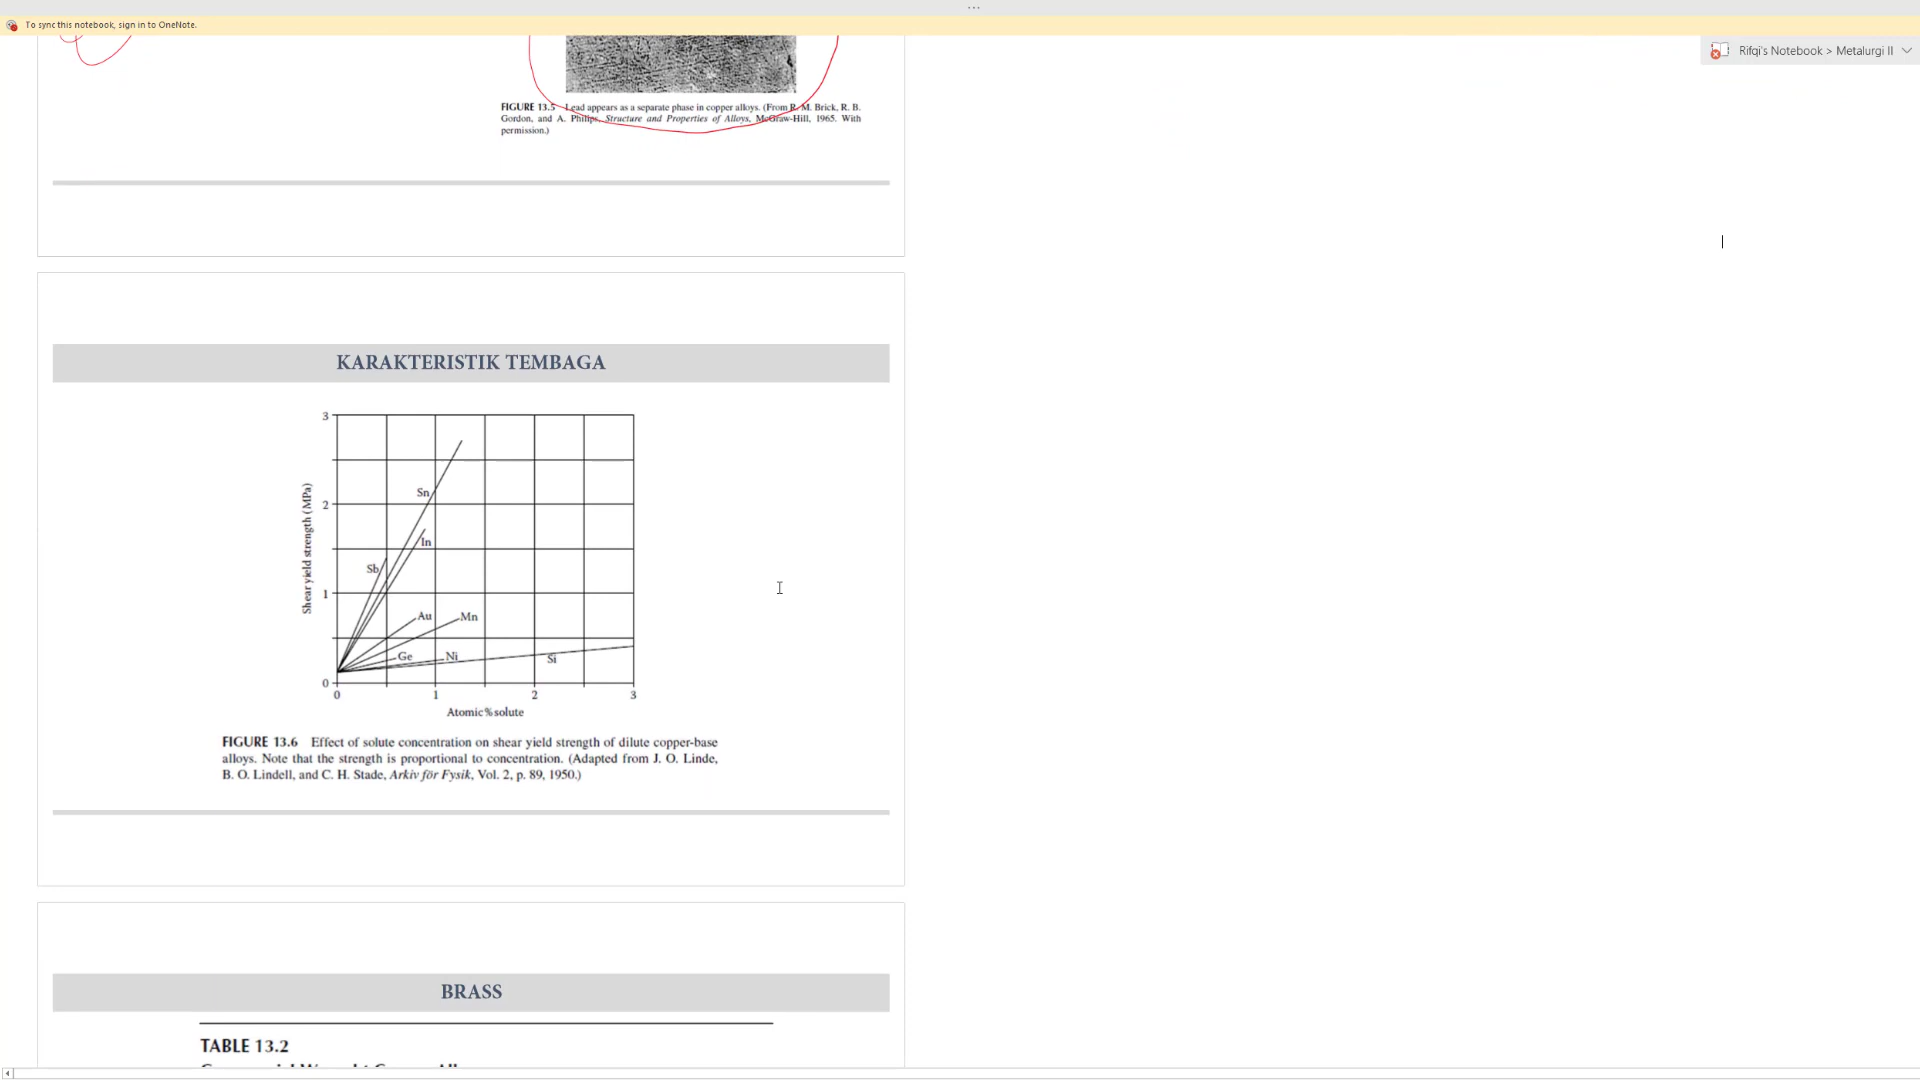 To sync this notebook, sign in to OneNote.
Rifqi's Notebook > Metalurgi II
FIGURE 13.5 Lead appears as a separate phase in copper alloys. (From R. M. Brick, R. B.
Gordon, and A. Philips, Structure and Properties of Alloys, McGraw-Hill, 1965. With
permission.)
KARAKTERISTIK TEMBAGA
3
2
1
0
Shear yield strength (MPa)
Sn
In
Sb
Au
Mn
Ge
Ni
Si
0 1 2 3
Atomic % solute
FIGURE 13.6 Effect of solute concentration on shear yield strength of dilute copper-base
alloys. Note that the strength is proportional to concentration. (Adapted from J. O. Linde,
B. O. Lindell, and C. H. Stade, Arkiv för Fysik, Vol. 2, p. 89, 1950.)
BRASS
TABLE 13.2